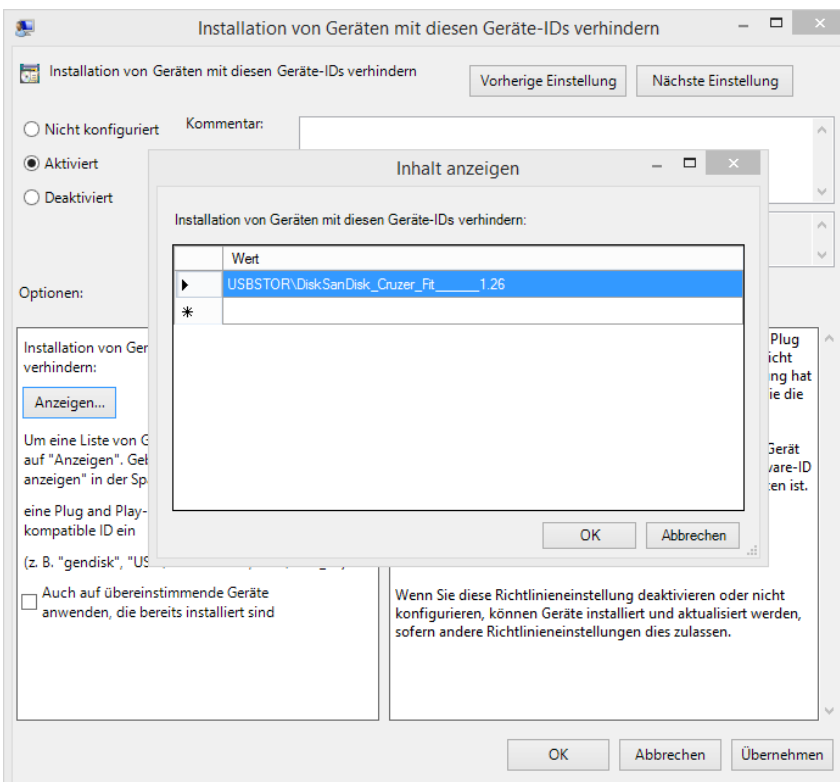 Installation von Geräten mit diesen Geräte-IDs verhindern
Installation von Geräten mit diesen Geräte-IDs verhindern
Vorherige Einstellung
Nächste Einstellung
Nicht konfiguriert
Kommentar:
Aktiviert
Deaktiviert
Inhalt anzeigen
Installation von Geräten mit diesen Geräte-IDs verhindern:
Wert
USBSTOR\DiskSanDisk_Cruzer_Fit______1.26
OK
Abbrechen
Optionen:
Installation von Ger
verhindern:
Anzeigen...
Um eine Liste von G
auf "Anzeigen". Gel
anzeigen" in der Sp
eine Plug and Play-
kompatible ID ein
(z. B. "gendisk", "US
Auch auf übereinstimmende Geräte
anwenden, die bereits installiert sind
Plug
icht
ng hat
ie die
Gerät
vare-ID
ten ist.
Wenn Sie diese Richtlinieneinstellung deaktivieren oder nicht
konfigurieren, können Geräte installiert und aktualisiert werden,
sofern andere Richtlinieneinstellungen dies zulassen.
OK
Abbrechen
Übernehmen